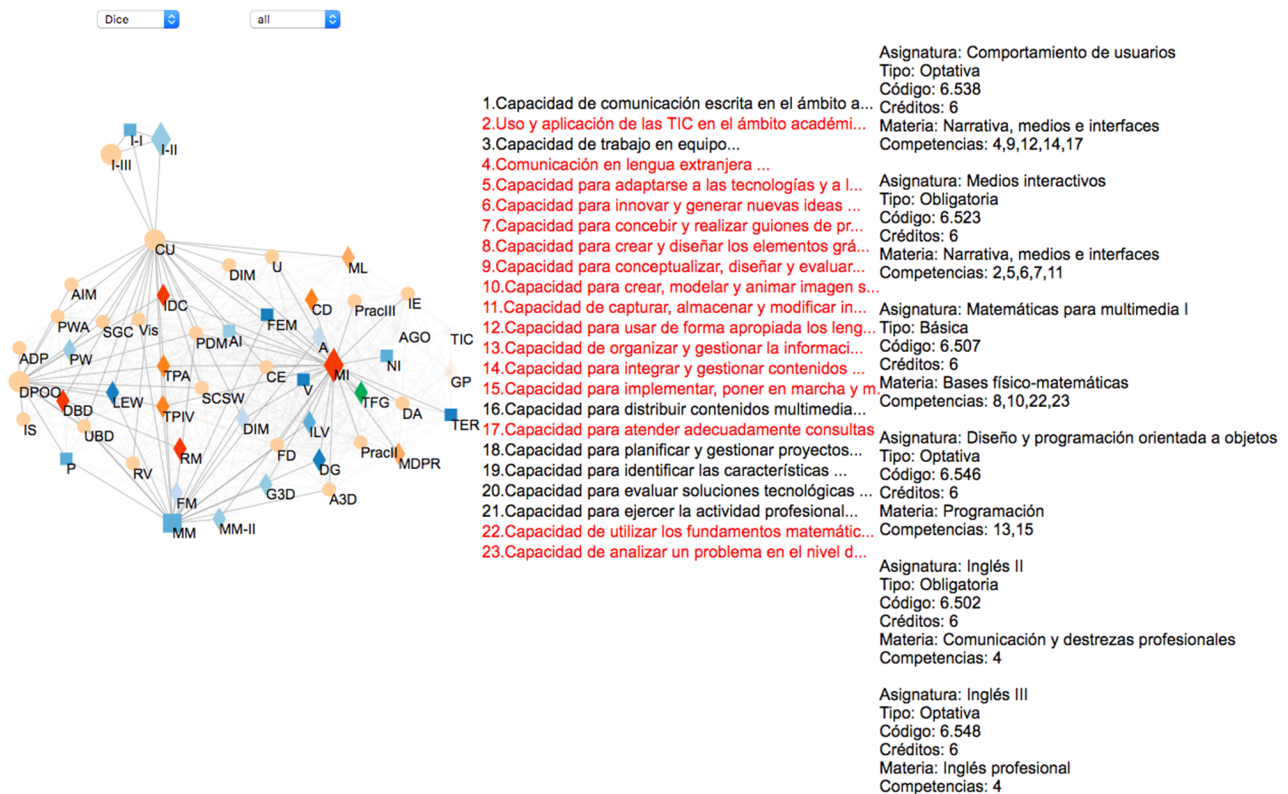 Dice
all
I-I
I-II
I-III
CU
DIM
U
ML
AIM
IDC
CD
PracIII
IE
PWA
SGC
Vis
FEM
PDM
AI
A
AGO
TIC
ADP
PW
NI
TPA
CE
MI
GP
DPOO
DBD
LEW
SCSW
V
TFG
TPIV
DA
TER
IS
UBD
DIM
ILV
RM
FD
PracII
MDPR
P
RV
DG
FM
G3D
A3D
MM
MM-II
1.Capacidad de comunicación escrita en el ámbito a...
2.Uso y aplicación de las TIC en el ámbito académi...
3.Capacidad de trabajo en equipo...
4.Comunicación en lengua extranjera ...
5.Capacidad para adaptarse a las tecnologías y a l...
6.Capacidad para innovar y generar nuevas ideas ...
7.Capacidad para concebir y realizar guiones de pr...
8.Capacidad para crear y diseñar los elementos grá...
9.Capacidad para conceptualizar, diseñar y evaluar...
10.Capacidad para crear, modelar y animar imagen s...
11.Capacidad de capturar, almacenar y modificar in...
12.Capacidad para usar de forma apropiada los leng...
13.Capacidad de organizar y gestionar la informaci...
14.Capacidad para integrar y gestionar contenidos ...
15.Capacidad para implementar, poner en marcha y m.
16.Capacidad para distribuir contenidos multimedia...
17.Capacidad para atender adecuadamente consultas
18.Capacidad para planificar y gestionar proyectos...
19.Capacidad para identificar las características ...
20.Capacidad para evaluar soluciones tecnológicas ...
21.Capacidad para ejercer la actividad profesional...
22.Capacidad de utilizar los fundamentos matemátic...
23.Capacidad de analizar un problema en el nivel d...
Asignatura: Comportamiento de usuarios
Tipo: Optativa
Código: 6.538
Créditos: 6
Materia: Narrativa, medios e interfaces
Competencias: 4,9,12,14,17
Asignatura: Medios interactivos
Tipo: Obligatoria
Código: 6.523
Créditos: 6
Materia: Narrativa, medios e interfaces
Competencias: 2,5,6,7,11
Asignatura: Matemáticas para multimedia I
Tipo: Básica
Código: 6.507
Créditos: 6
Materia: Bases físico-matemáticas
Competencias: 8,10,22,23
Asignatura: Diseño y programación orientada a objetos
Tipo: Optativa
Código: 6.546
Créditos: 6
Materia: Programación
Competencias: 13,15
Asignatura: Inglés II
Tipo: Obligatoria
Código: 6.502
Créditos: 6
Materia: Comunicación y destrezas profesionales
Competencias: 4
Asignatura: Inglés III
Tipo: Optativa
Código: 6.548
Créditos: 6
Materia: Inglés profesional
Competencias: 4